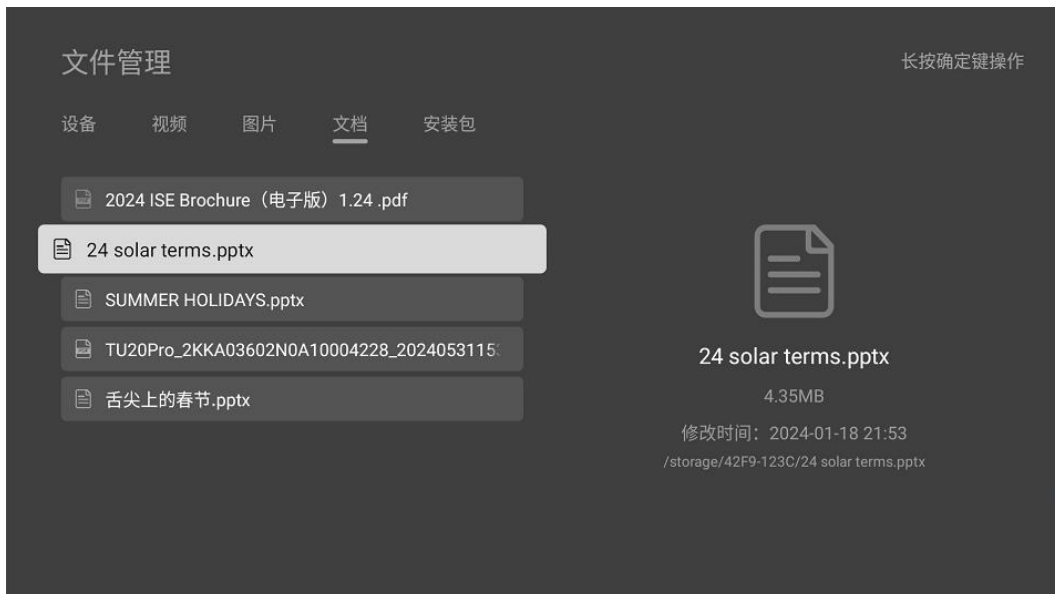 文件管理
长按确定键操作
设备 视频 图片 文档 安装包
2024 ISE Brochure（电子版）1.24 .pdf
24 solar terms.pptx
SUMMER HOLIDAYS.pptx
TU20Pro_2KKA03602N0A10004228_2024053115
舌尖上的春节.pptx
24 solar terms.pptx
4.35MB
修改时间：2024-01-18 21:53
/storage/42F9-123C/24 solar terms.pptx